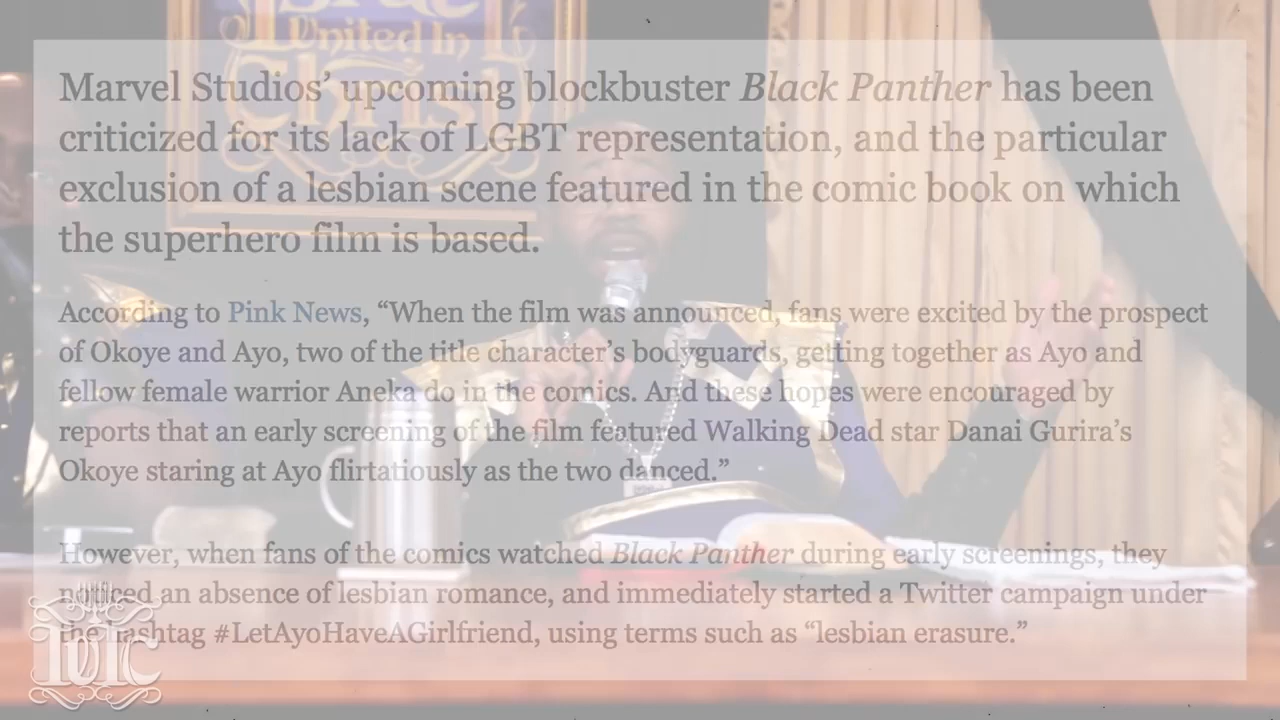 Israel
United In
Christ
Marvel Studios’ upcoming blockbuster Black Panther has been
criticized for its lack of LGBT representation, and the particular
exclusion of a lesbian scene featured in the comic book on which
the superhero film is based.
According to Pink News, “When the film was announced, fans were excited by the prospect
of Okoye and Ayo, two of the title character’s bodyguards, getting together as Ayo and
fellow female warrior Aneka do in the comics. And these hopes were encouraged by
reports that an early screening of the film featured Walking Dead star Danai Gurira’s
Okoye staring at Ayo flirtatiously as the two danced.”
However, when fans of the comics watched Black Panther during early screenings, they
noticed an absence of lesbian romance, and immediately started a Twitter campaign under
the hashtag #LetAyoHaveAGirlfriend, using terms such as “lesbian erasure.”
IUIC